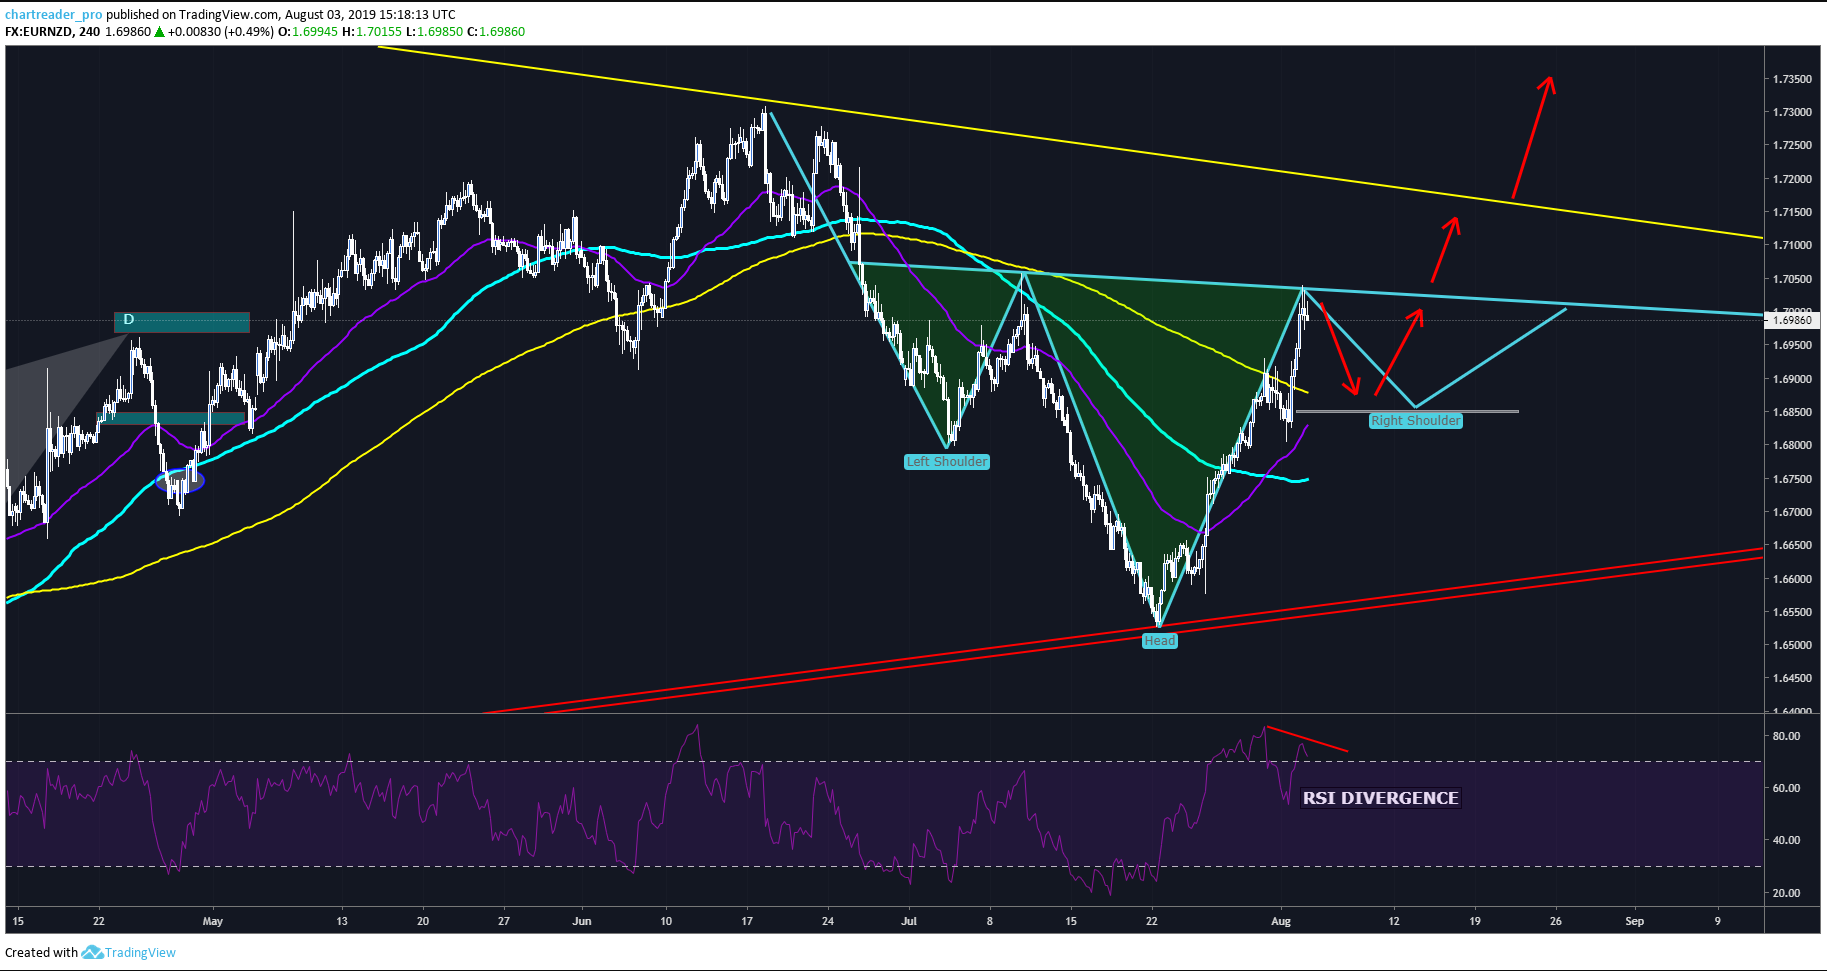 chartreader_pro published on TradingView.com, August 03, 2019 15:18:13 UTC
FX:EURNZD, 240 1.69860 ▲ +0.00830 (+0.49%) O:1.69945 H:1.70155 L:1.69850 C:1.69860
1.73500
1.73000
1.72500
1.72000
1.71500
1.71000
1.70500
1.70000
D
1.69860
1.69500
1.69000
1.68500
Right Shoulder
1.68000
Left Shoulder
1.67500
1.67000
1.66500
1.66000
1.65500
Head
1.65000
1.64500
1.64000
80.00
60.00
RSI DIVERGENCE
40.00
20.00
15 22 May 13 20 27 Jun 10 17 24 Jul 8 15 22 Aug 12 19 26 Sep 9
Created with TradingView